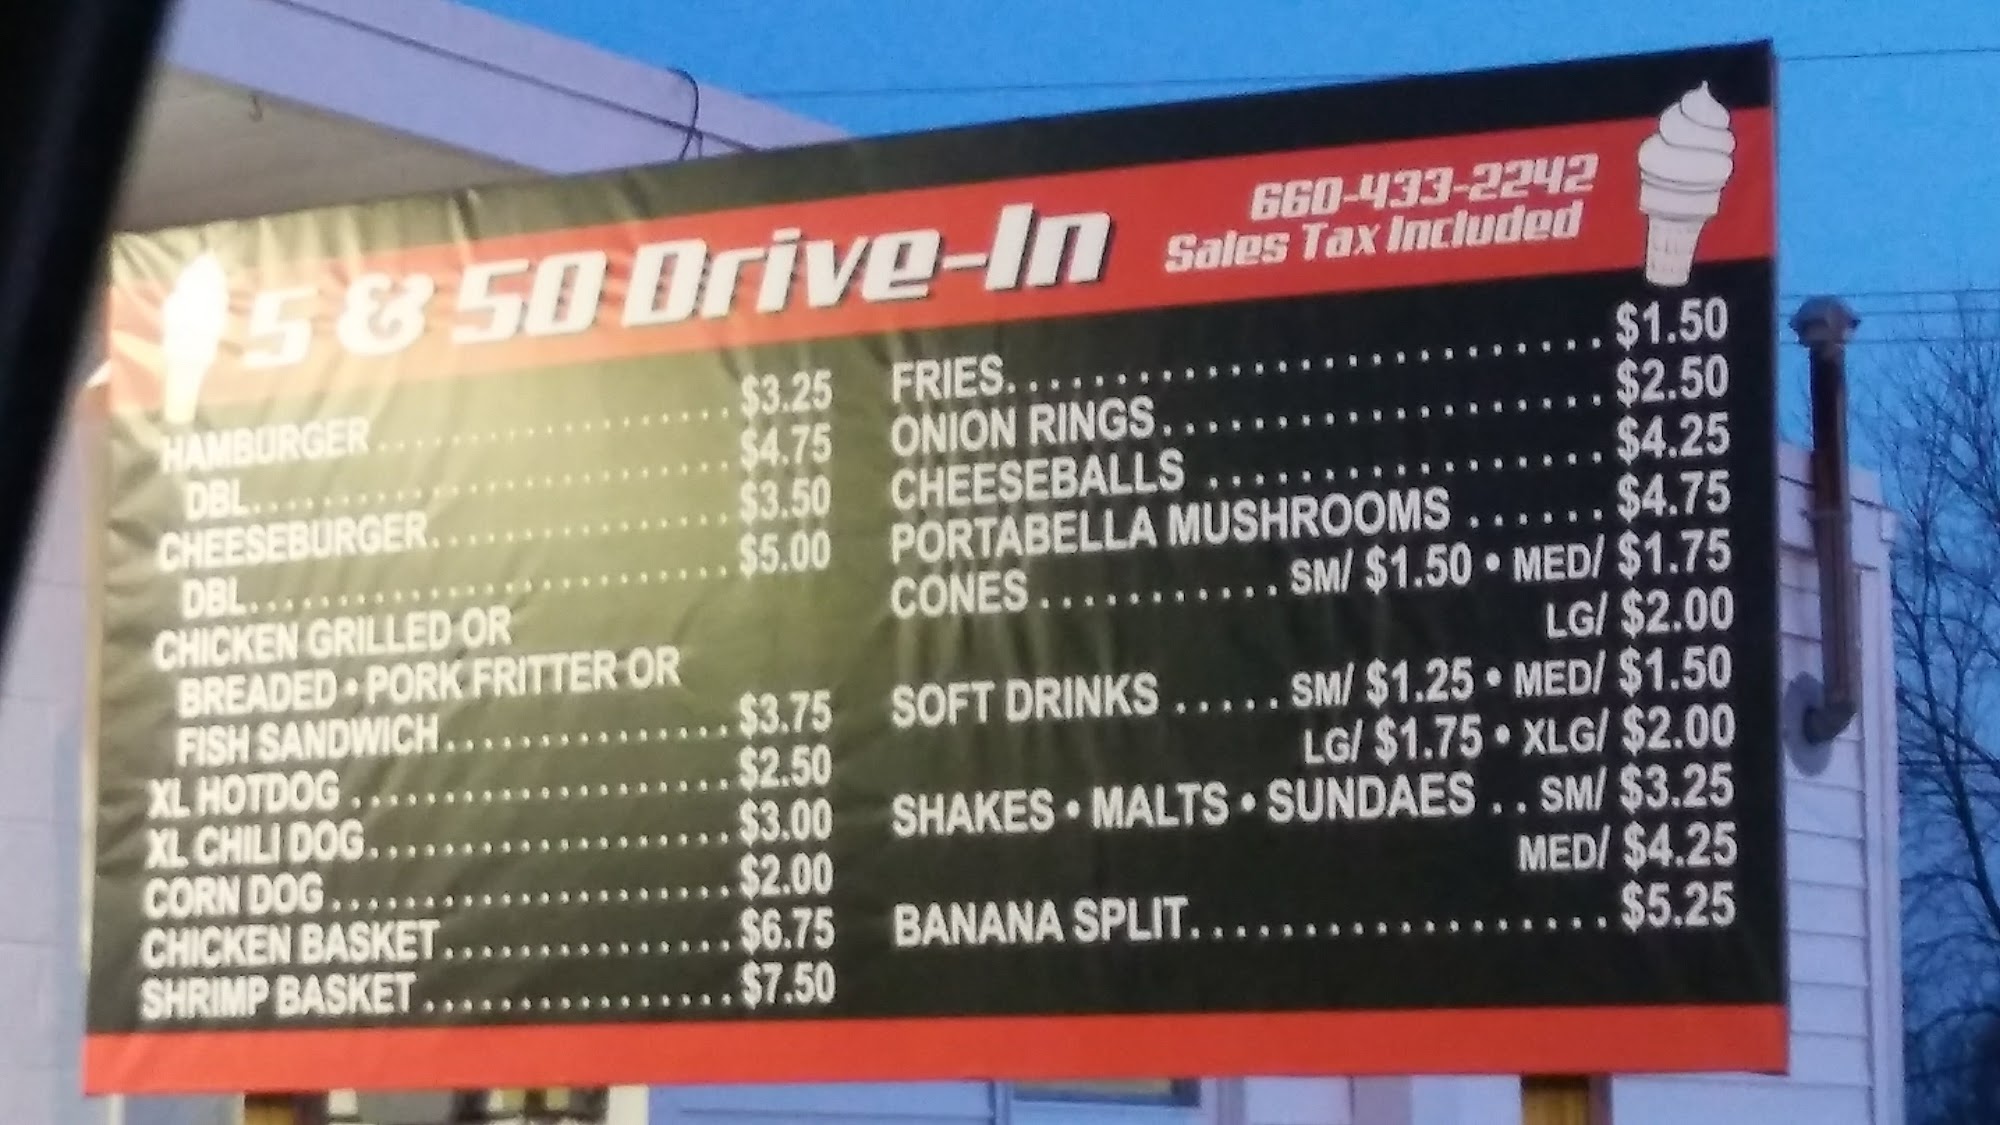 5 & 50 Drive-In
660-433-2242
Sales Tax Included
HAMBURGER.................... $3.25
DBL.................... $4.75
CHEESEBURGER.................... $3.50
DBL.................... $5.00
CHICKEN GRILLED OR
BREADED • PORK FRITTER OR
FISH SANDWICH.................... $3.75
XL HOTDOG.................... $2.50
XL CHILI DOG.................... $3.00
CORN DOG.................... $2.00
CHICKEN BASKET.................... $6.75
SHRIMP BASKET.................... $7.50
FRIES.................... $1.50
ONION RINGS.................... $2.50
CHEESEBALLS.................... $4.25
PORTABELLA MUSHROOMS...... $4.75
CONES........... SM/ $1.50 • MED/ $1.75
LG/ $2.00
SOFT DRINKS ..... SM/ $1.25 • MED/ $1.50
LG/ $1.75 • XLG/ $2.00
SHAKES • MALTS • SUNDAES .. SM/ $3.25
MED/ $4.25
BANANA SPLIT.................... $5.25